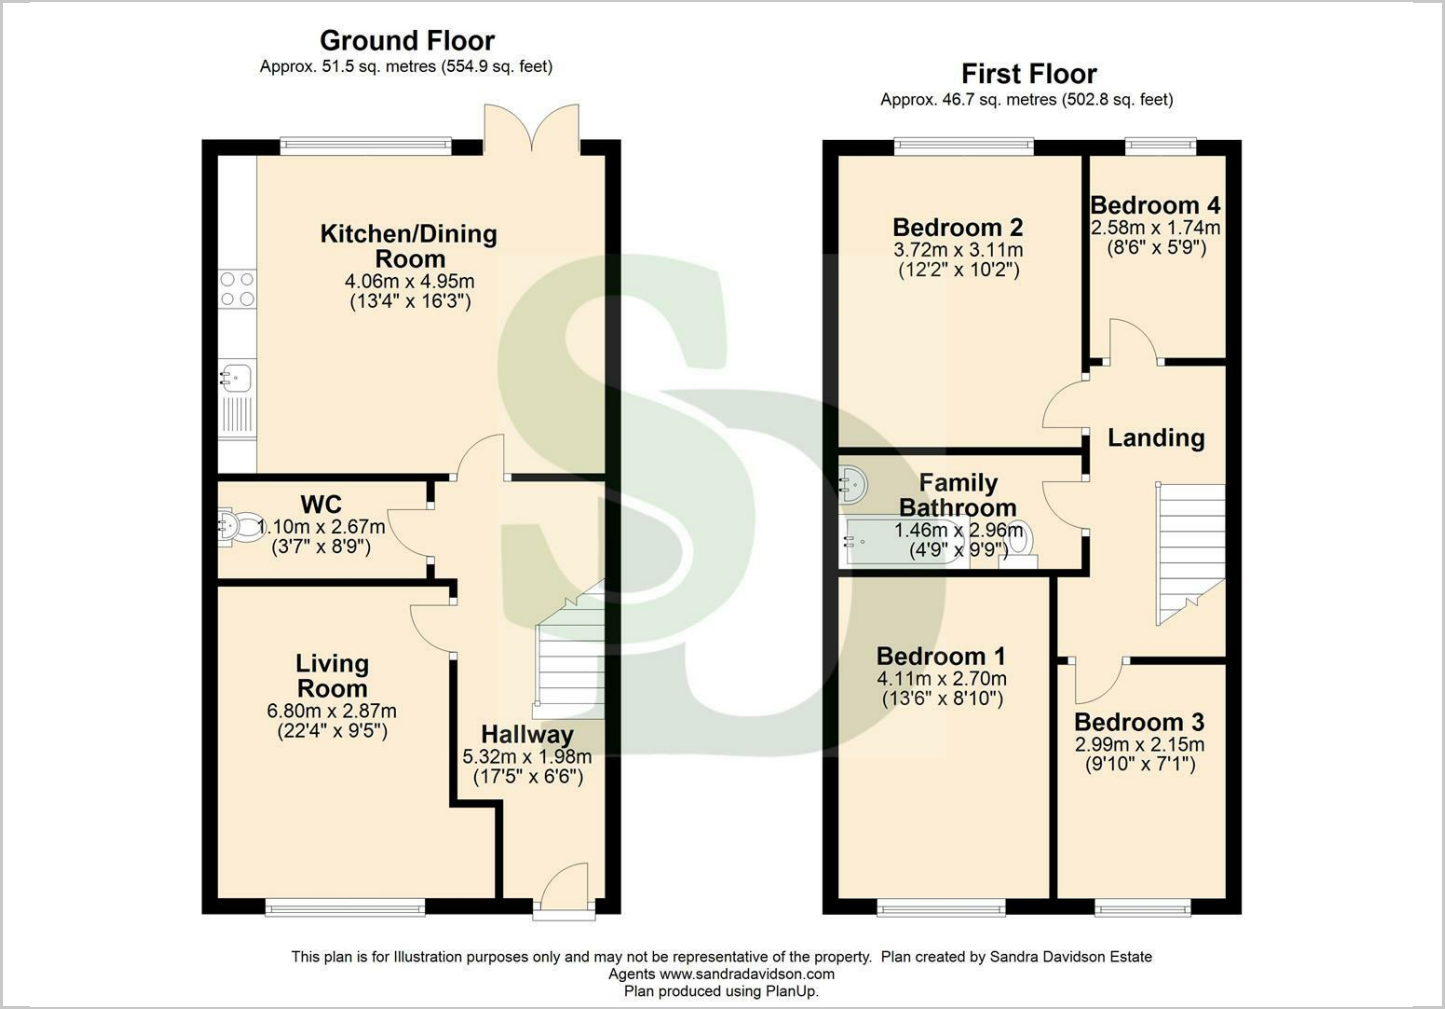 Ground Floor
Approx. 51.5 sq. metres (554.9 sq. feet)
Kitchen/Dining
Room
4.06m x 4.95m
(13'4" x 16'3")
WC
1.10m x 2.67m
(3'7" x 8'9")
Living
Room
6.80m x 2.87m
(22'4" x 9'5")
Hallway
5.32m x 1.98m
(17'5" x 6'6")
First Floor
Approx. 46.7 sq. metres (502.8 sq. feet)
Bedroom 2
3.72m x 3.11m
(12'2" x 10'2")
Bedroom 4
2.58m x 1.74m
(8'6" x 5'9")
Landing
Family
Bathroom
1.46m x 2.96m
(4'9" x 9'9")
Bedroom 1
4.11m x 2.70m
(13'6" x 8'10")
Bedroom 3
2.99m x 2.15m
(9'10" x 7'1")
SD
This plan is for Illustration purposes only and may not be representative of the property. Plan created by Sandra Davidson Estate
Agents www.sandradavidson.com
Plan produced using PlanUp.